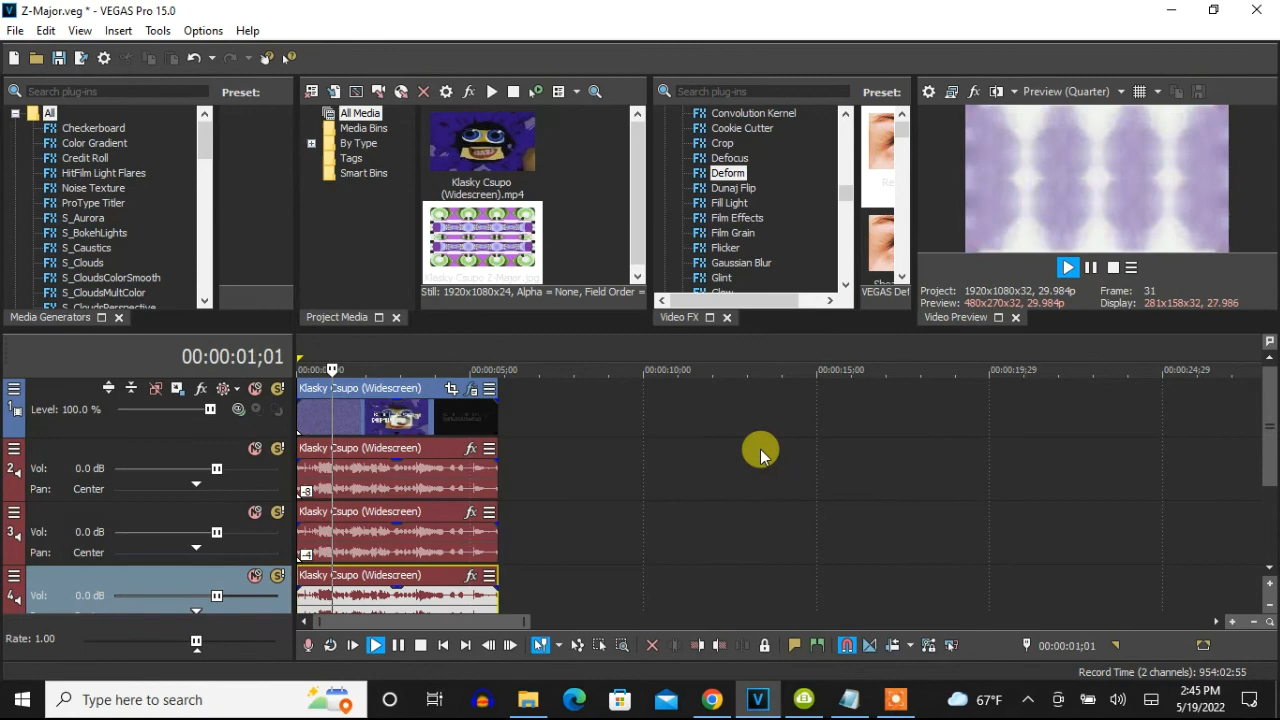 Z-Major.veg * - VEGAS Pro 15.0
File Edit View Insert Tools Options Help
Search plug-ins Preset:
All
Checkerboard
Color Gradient
Credit Roll
HitFilm Light Flares
Noise Texture
ProType Titler
S_Aurora
S_BokehLights
S_Caustics
S_Clouds
S_CloudsColorSmooth
S_CloudsMultColor
S_CloudsPerspective
Media Generators
All Media
Media Bins
By Type
Tags
Smart Bins
Klasky Csupo
(Widescreen).mp4
Klasky Csupo Z-Major.jpg
Still: 1920x1080x24, Alpha = None, Field Order =
Project Media
Search plug-ins Preset:
Convolution Kernel
Cookie Cutter
Crop
Defocus
Deform
Dunaj Flip
Fill Light
Film Effects
Film Grain
Flicker
Gaussian Blur
Glint
Glow
VEGAS Def
Video FX
Preview (Quarter)
Project: 1920x1080x32, 29.984p Frame: 31
Preview: 480x270x32, 29.984p Display: 281x158x32, 27.986
Video Preview
00:00:01;01
00:00:05;00 00:00:10;00 00:00:15;00 00:00:19;29 00:00:24;29
1 Level: 100.0 %
Klasky Csupo (Widescreen)
2 Vol: 0.0 dB
Pan: Center
Klasky Csupo (Widescreen)
-8
3 Vol: 0.0 dB
Pan: Center
Klasky Csupo (Widescreen)
-4
4 Vol: 0.0 dB
Klasky Csupo (Widescreen)
Rate: 1.00
00:00:01;01
Record Time (2 channels): 954:02:55
Type here to search
67°F
2:45 PM
5/19/2022